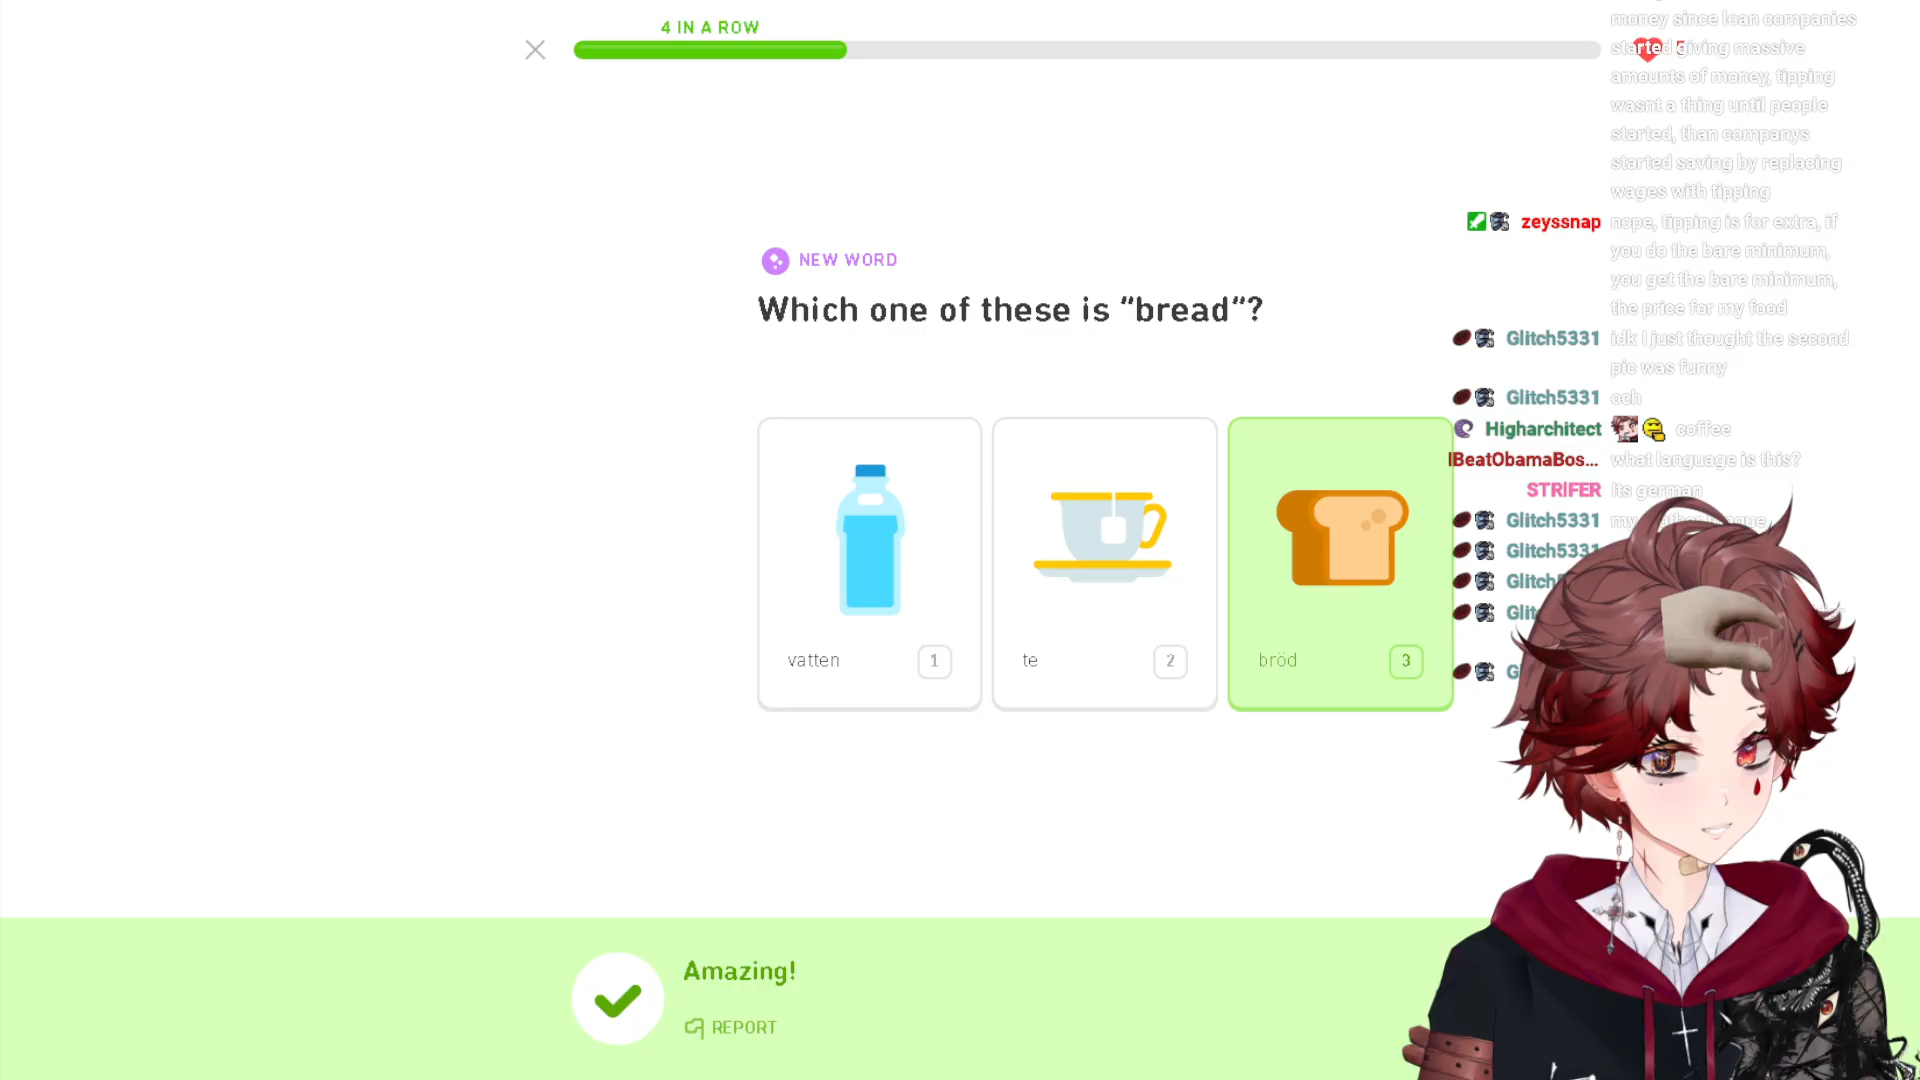 4 IN A ROW
money since loan companies
started giving massive
amounts of money, tipping
wasnt a thing until people
started, than companys
started saving by replacing
wages with tipping
zeyssnap nope, tipping is for extra, if
you do the bare minimum,
you get the bare minimum,
the price for my food
Glitch5331 idk I just thought the second
pic was funny
Glitch5331 och
Higharchitect coffee
IBeatObamaBos... what language is this?
STRIFER Its german
Glitch5331 my
Glitch5331
NEW WORD
Which one of these is “bread”?
vatten 1
te 2
bröd 3
Amazing!
REPORT